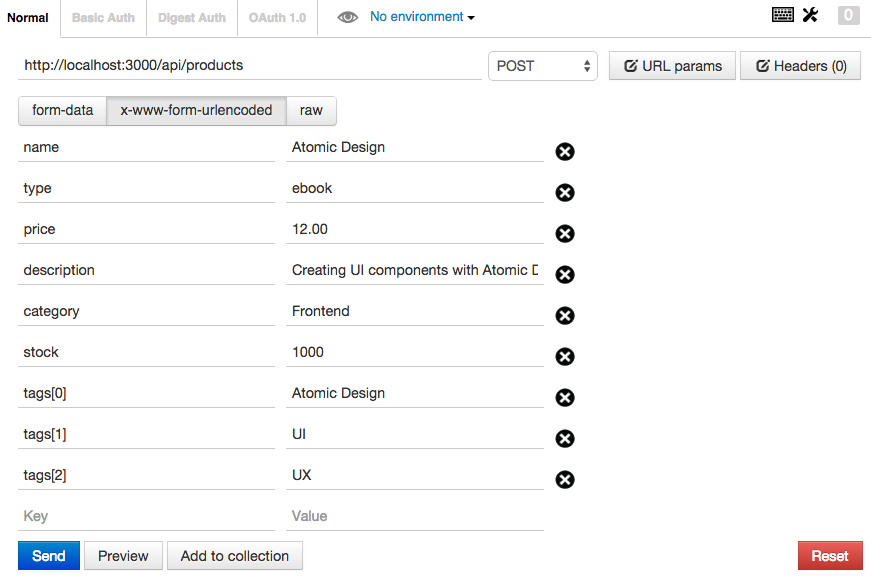 Normal Basic Auth Digest Auth OAuth 1.0 No environment 0
http://localhost:3000/api/products POST URL params Headers (0)
form-data x-www-form-urlencoded raw
name Atomic Design
type ebook
price 12.00
description Creating UI components with Atomic D
category Frontend
stock 1000
tags[0] Atomic Design
tags[1] UI
tags[2] UX
Key Value
Send Preview Add to collection Reset